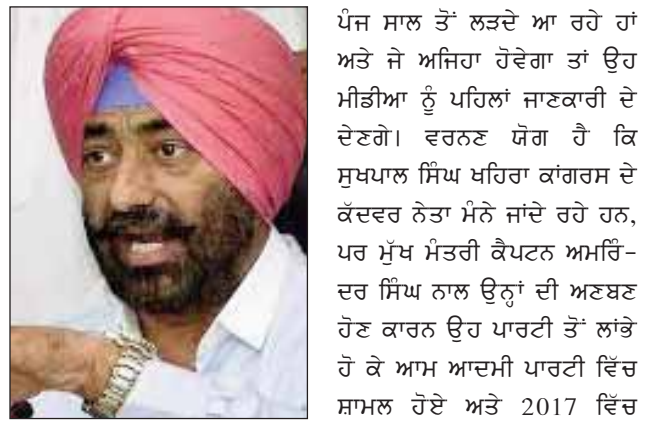 ਪੰਜ ਸਾਲ ਤੋਂ ਲੜਦੇ ਆ ਰਹੇ ਹਾਂ
ਅਤੇ ਜੇ ਅਜਿਹਾ ਹੋਵੇਗਾ ਤਾਂ ਉਹ
ਮੀਡੀਆ ਨੂੰ ਪਹਿਲਾਂ ਜਾਣਕਾਰੀ ਦੇ
ਦੇਣਗੇ। ਵਰਨਣ ਯੋਗ ਹੈ ਕਿ
ਸੁਖਪਾਲ ਸਿੰਘ ਖਹਿਰਾ ਕਾਂਗਰਸ ਦੇ
ਕੱਦਵਰ ਨੇਤਾ ਮੰਨੇ ਜਾਂਦੇ ਰਹੇ ਹਨ,
ਪਰ ਮੁੱਖ ਮੰਤਰੀ ਕੈਪਟਨ ਅਮਰਿੰ-
ਦਰ ਸਿੰਘ ਨਾਲ ਉਨ੍ਹਾਂ ਦੀ ਅਣਬਣ
ਹੋਣ ਕਾਰਨ ਉਹ ਪਾਰਟੀ ਤੋਂ ਲਾਂਭੇ
ਹੋ ਕੇ ਆਮ ਆਦਮੀ ਪਾਰਟੀ ਵਿੱਚ
ਸ਼ਾਮਲ ਹੋਏ ਅਤੇ 2017 ਵਿੱਚ